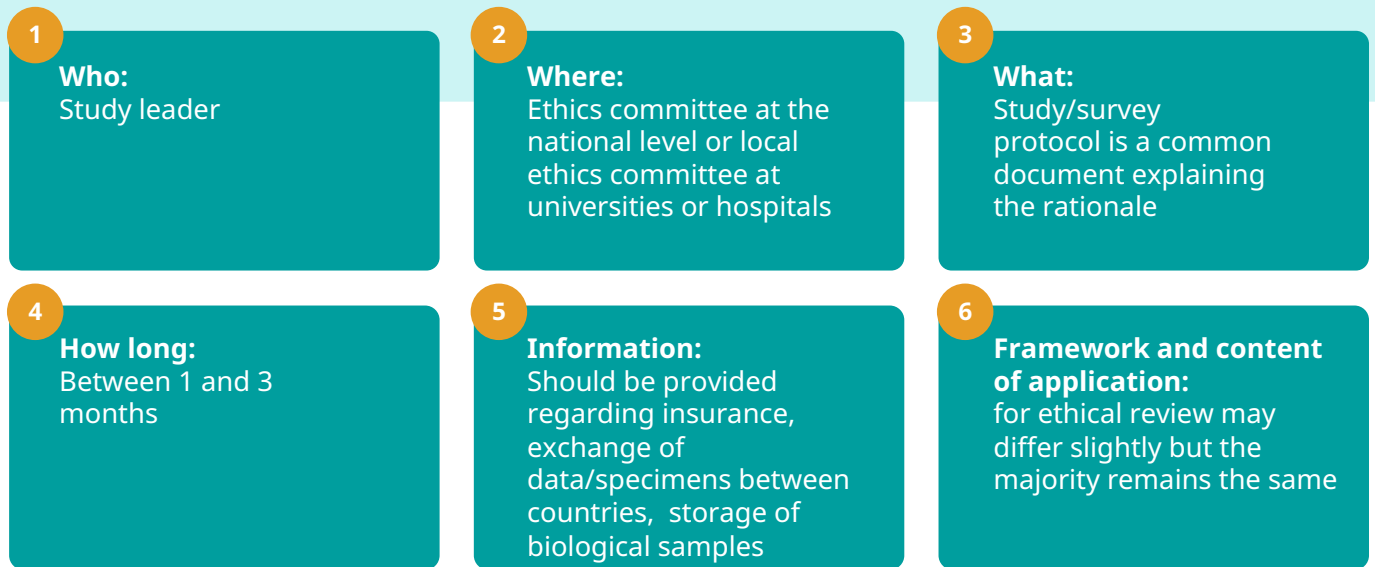 1
Who:
Study leader
2
Where:
Ethics committee at the
national level or local
ethics committee at
universities or hospitals
3
What:
Study/survey
protocol is a common
document explaining
the rationale
4
How long:
Between 1 and 3
months
5
Information:
Should be provided
regarding insurance,
exchange of
data/specimens between
countries,  storage of
biological samples
6
Framework and content
of application:
for ethical review may
differ slightly but the
majority remains the same